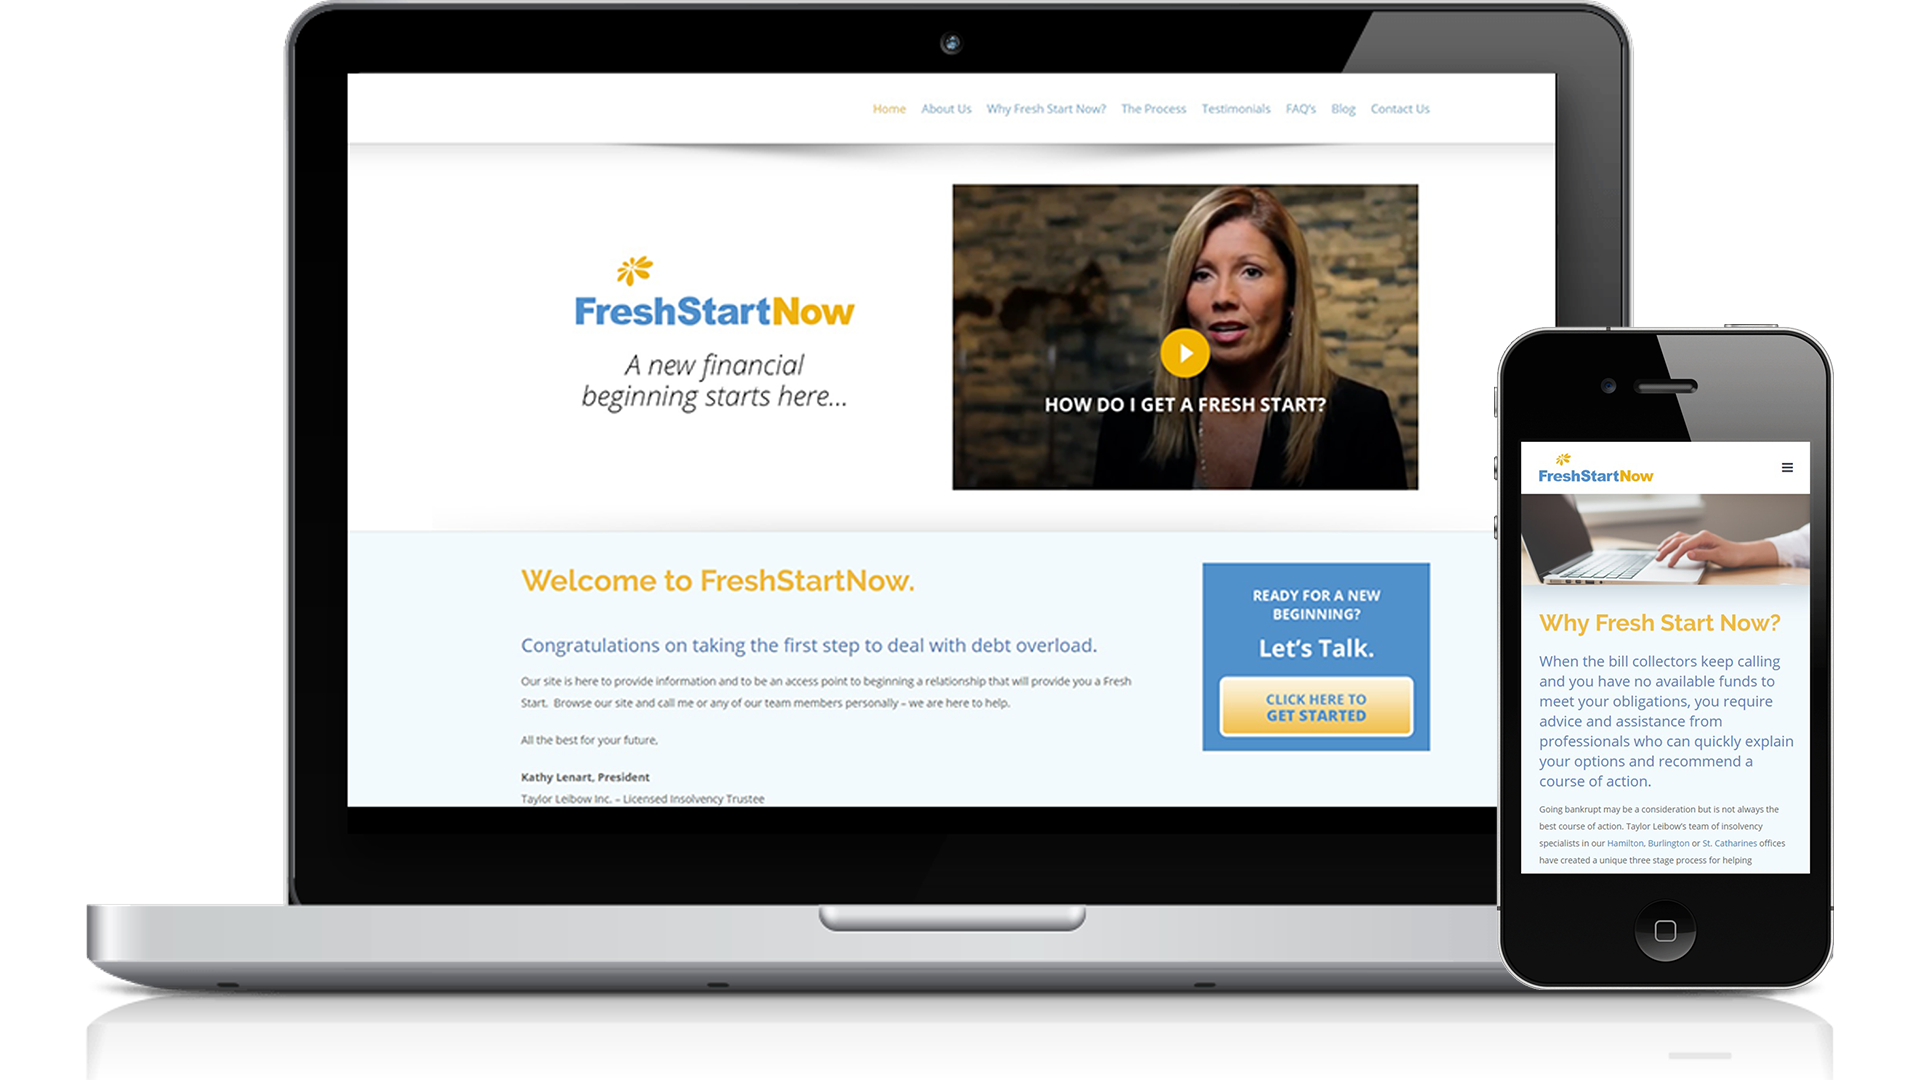 Home About Us Why Fresh Start Now? The Process Testimonials FAQ's Blog Contact Us
FreshStartNow
A new financial
beginning starts here...
HOW DO I GET A FRESH START?
Welcome to FreshStartNow.
Congratulations on taking the first step to deal with debt overload.
Our site is here to provide information and to be an access point to beginning a relationship that will provide you a Fresh
Start. Browse our site and call me or any of our team members personally – we are here to help.
All the best for your future,
Kathy Lenart, President
Taylor Leibow Inc. – Licensed Insolvency Trustee
READY FOR A NEW
BEGINNING?
Let's Talk.
CLICK HERE TO
GET STARTED
FreshStartNow
Why Fresh Start Now?
When the bill collectors keep calling
and you have no available funds to
meet your obligations, you require
advice and assistance from
professionals who can quickly explain
your options and recommend a
course of action.
Going bankrupt may be a consideration but is not always the
best course of action. Taylor Leibow's team of insolvency
specialists in our Hamilton, Burlington or St. Catharines offices
have created a unique three stage process for helping